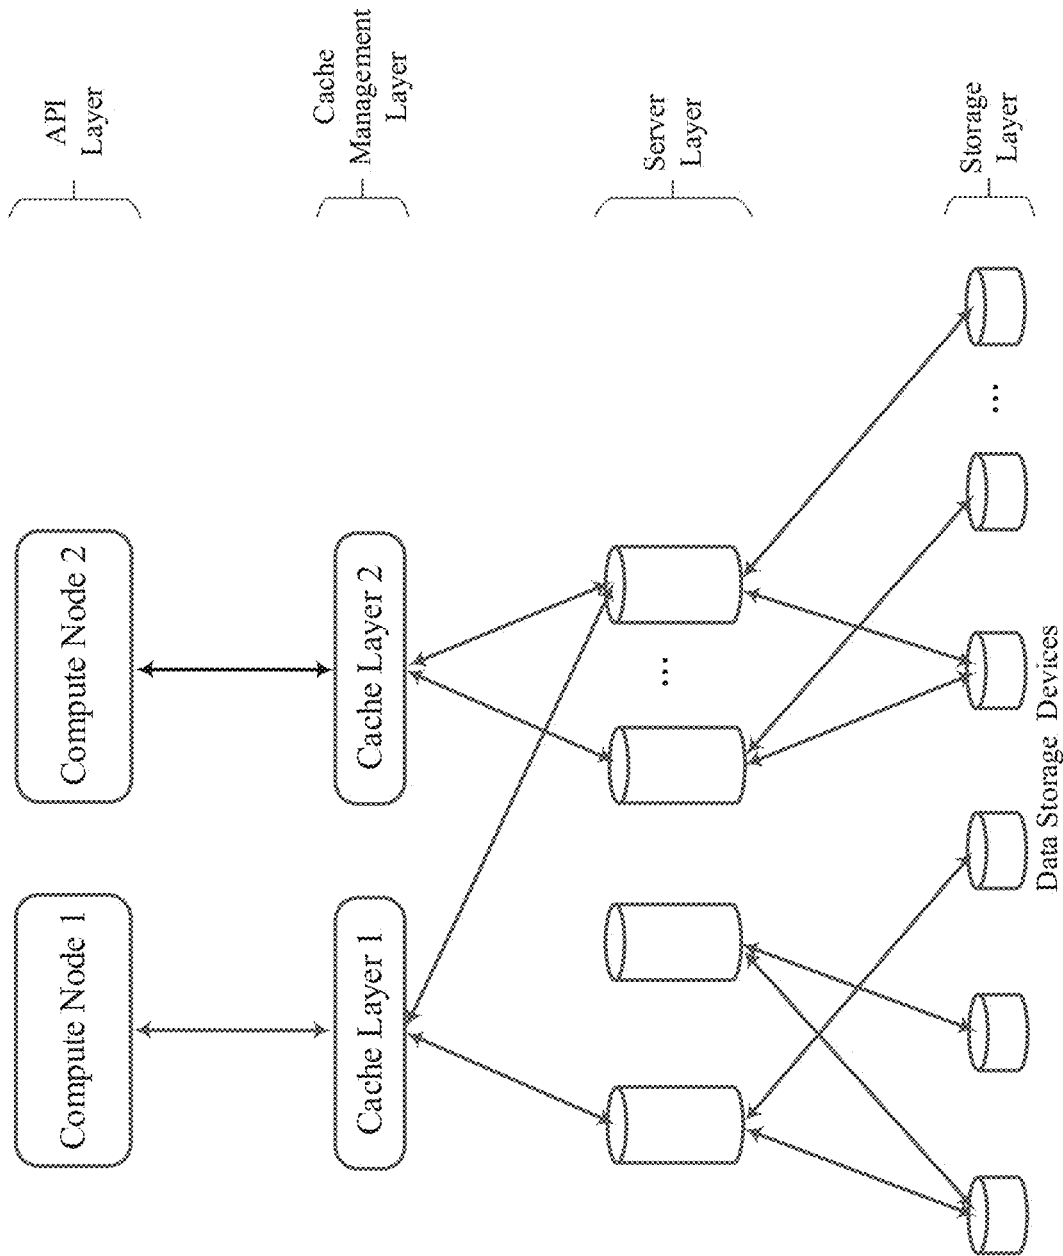 Compute Node 1
Compute Node 2
API
Layer
Cache Layer 1
Cache Layer 2
Cache
Management
Layer
...
Server
Layer
...
Storage
Layer
Data Storage Devices